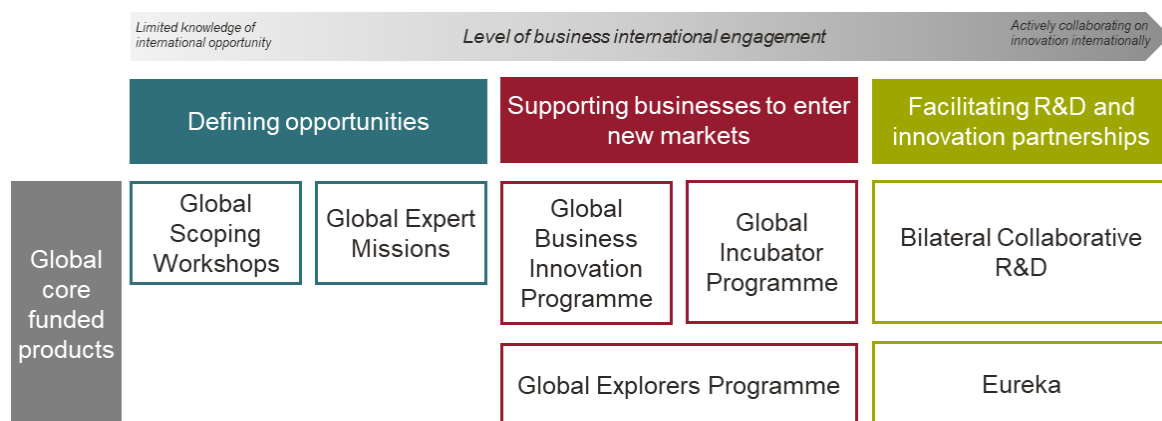 Limited knowledge of
international opportunity
Level of business international engagement
Actively collaborating on
innovation internationally
Defining opportunities
Supporting businesses to enter
new markets
Facilitating R&D and
innovation partnerships
Global
core
funded
products
Global
Scoping
Workshops
Global Expert
Missions
Global
Business
Innovation
Programme
Global
Incubator
Programme
Bilateral Collaborative
R&D
Global Explorers Programme
Eureka